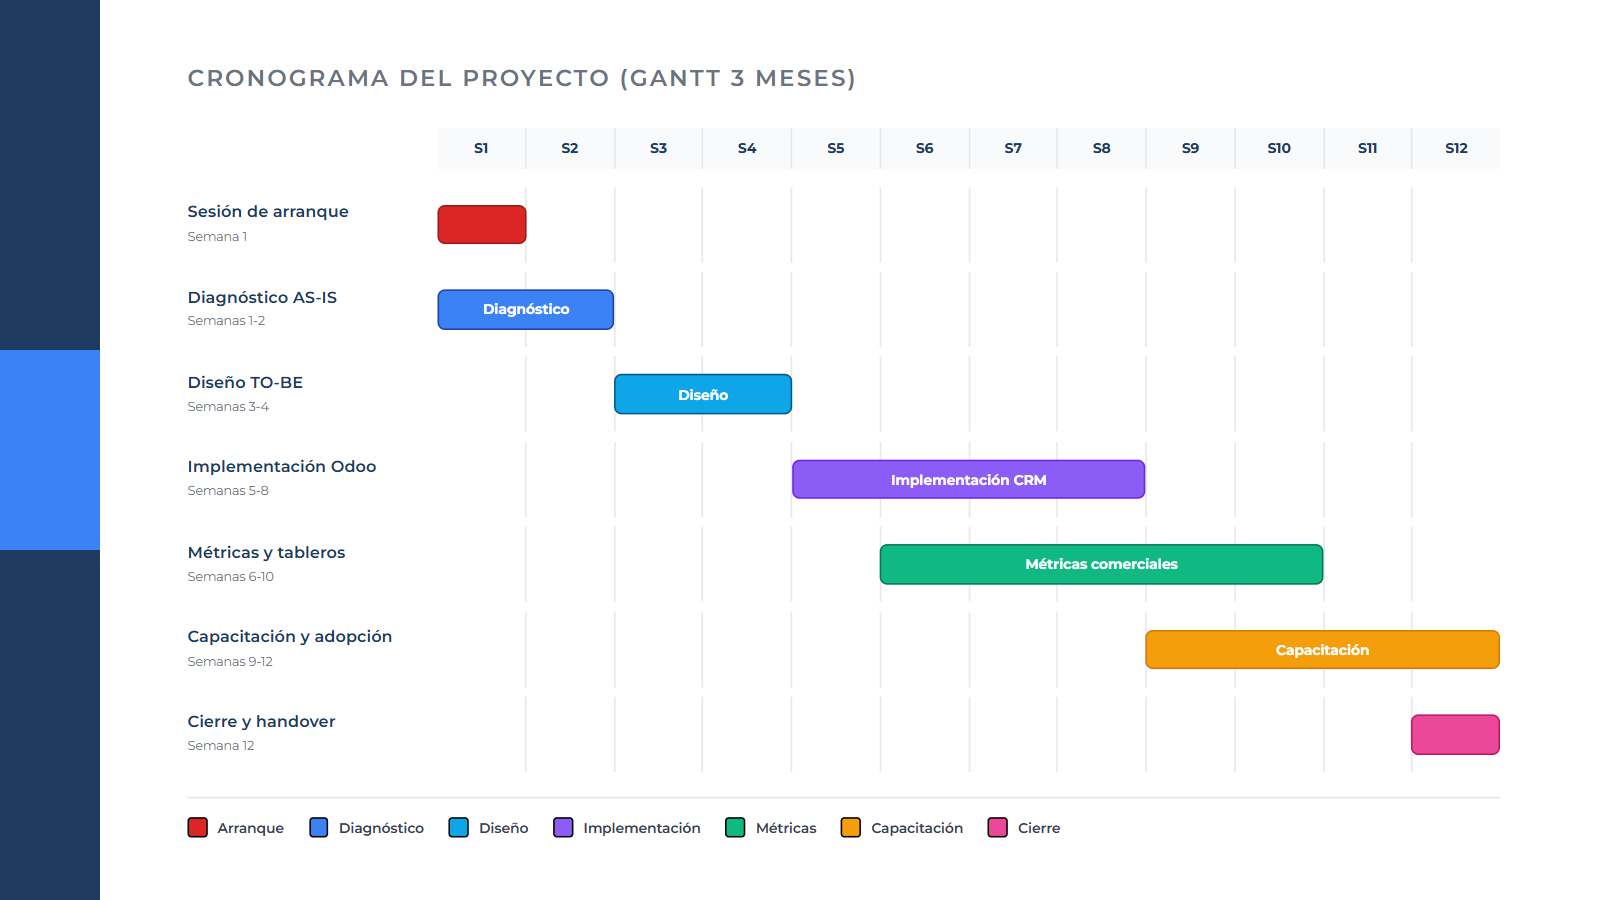 CRONOGRAMA DEL PROYECTO (GANTT 3 MESES)
S1 S2 S3 S4 S5 S6 S7 S8 S9 S10 S11 S12
Sesión de arranque
Semana 1
Diagnóstico AS-IS
Semanas 1-2
Diagnóstico
Diseño TO-BE
Semanas 3-4
Diseño
Implementación Odoo
Semanas 5-8
Implementación CRM
Métricas y tableros
Semanas 6-10
Métricas comerciales
Capacitación y adopción
Semanas 9-12
Capacitación
Cierre y handover
Semana 12
Arranque Diagnóstico Diseño Implementación Métricas Capacitación Cierre